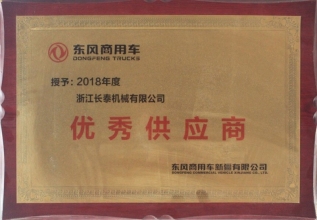 东风商用车
DONGFENG TRUCKS
授予：2018年度
浙江长泰机械有限公司
优秀供应商
东风商用车新疆有限公司